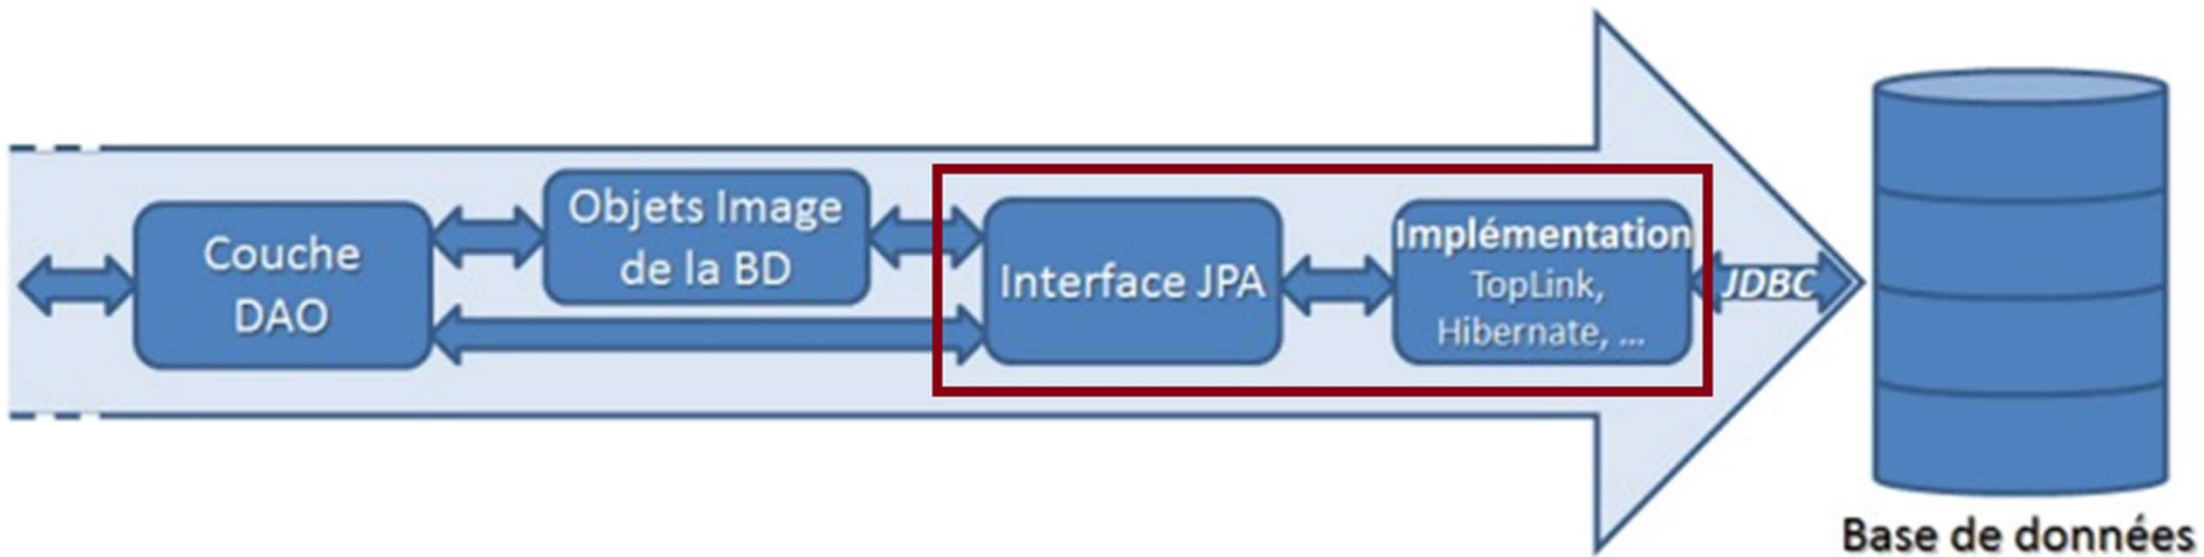 Couche
DAO
Objets Image
de la BD
Interface JPA
Implémentation
TopLink,
Hibernate, ...
JDBC
Base de données